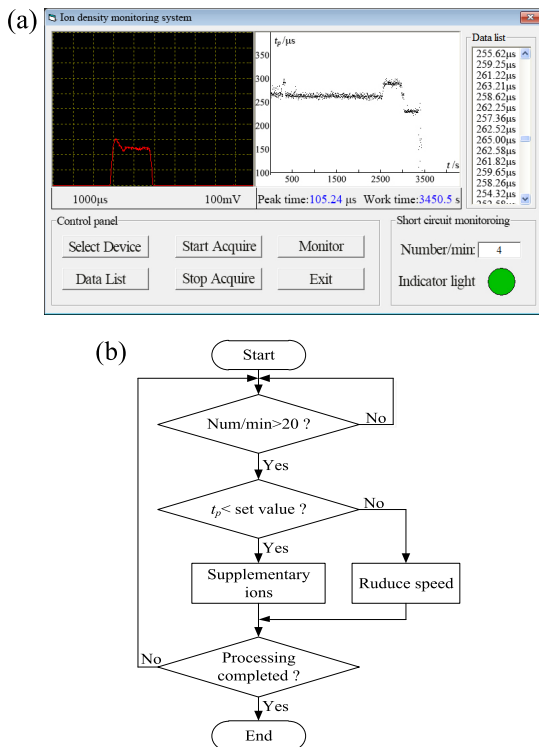 (a)
Ion density monitoring system
tp/μs
350
300
250
200
150
100
500
1500
2500
3500
t/s
Data list
255.62μs
259.25μs
261.22μs
263.21μs
258.62μs
262.25μs
257.36μs
262.52μs
265.00μs
262.58μs
261.82μs
259.65μs
258.26μs
254.32μs
1000μs 100mV
Peak time:105.24 μs Work time:3450.5 s
Control panel
Select Device Start Acquire Monitor
Data List Stop Acquire Exit
Short circuit monitoroing
Number/min: 4
Indicator light
(b)
Start
Num/min>20 ?
No
Yes
tp< set value ?
No
Yes
Supplementary
ions
Ruduce speed
Processing
completed ?
No
Yes
End